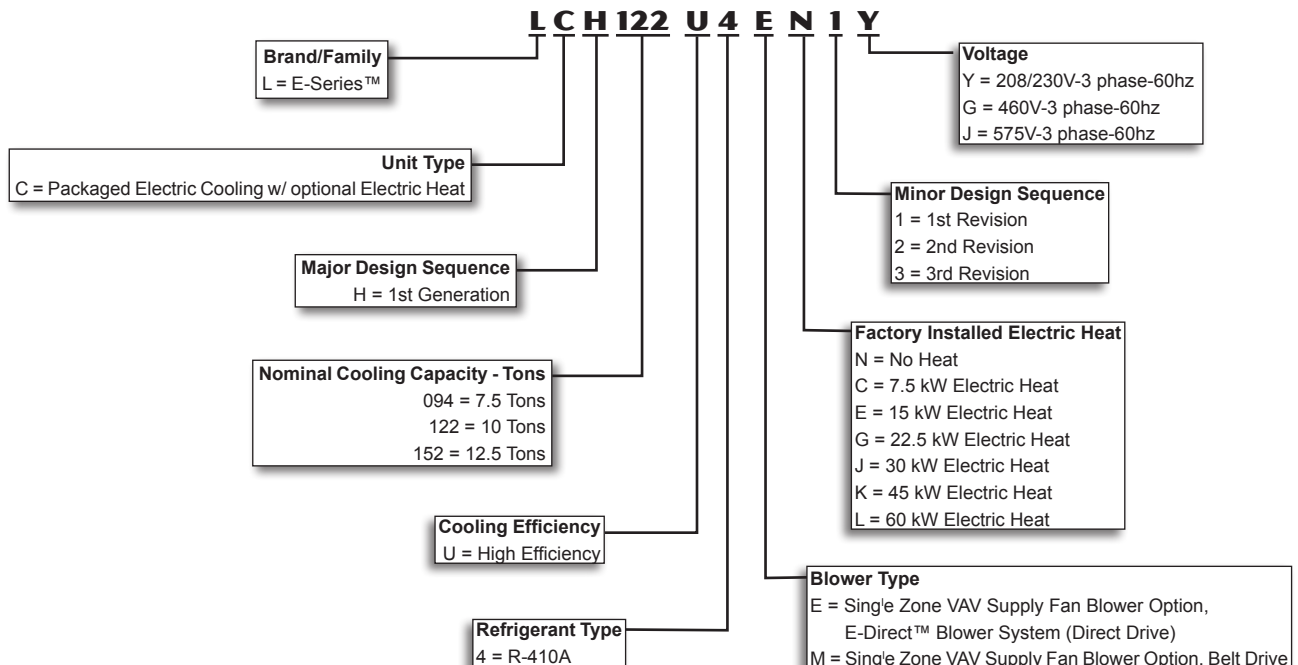 L C H 122 U 4 E N 1 Y
Brand/Family
L = E-Series™
Unit Type
C = Packaged Electric Cooling w/ optional Electric Heat
Major Design Sequence
H = 1st Generation
Nominal Cooling Capacity - Tons
094 = 7.5 Tons
122 = 10 Tons
152 = 12.5 Tons
Cooling Efficiency
U = High Efficiency
Refrigerant Type
4 = R-410A
Voltage
Y = 208/230V-3 phase-60hz
G = 460V-3 phase-60hz
J = 575V-3 phase-60hz
Minor Design Sequence
1 = 1st Revision
2 = 2nd Revision
3 = 3rd Revision
Factory Installed Electric Heat
N = No Heat
C = 7.5 kW Electric Heat
E = 15 kW Electric Heat
G = 22.5 kW Electric Heat
J = 30 kW Electric Heat
K = 45 kW Electric Heat
L = 60 kW Electric Heat
Blower Type
E = Single Zone VAV Supply Fan Blower Option,
E-Direct™ Blower System (Direct Drive)
M = Single Zone VAV Supply Fan Blower Option, Belt Drive